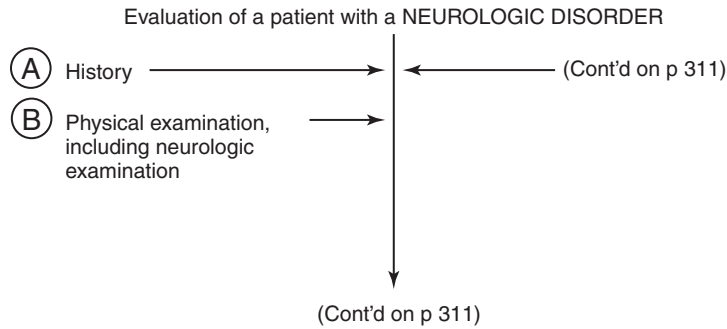 Evaluation of a patient with a NEUROLOGIC DISORDER
A History
(Cont'd on p 311)
B Physical examination,
including neurologic
examination
(Cont'd on p 311)